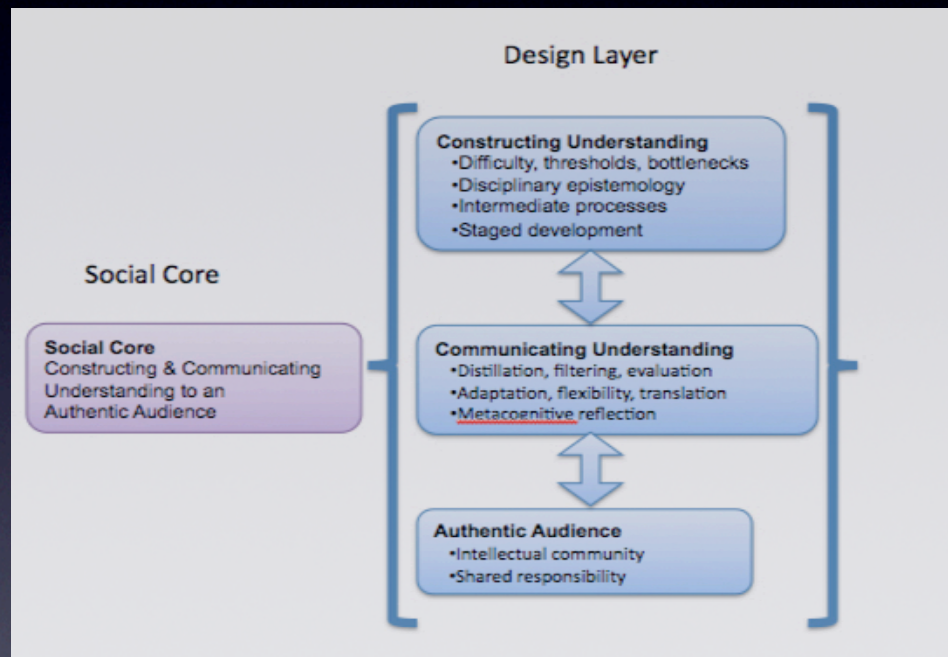 Design Layer
Constructing Understanding
•Difficulty, thresholds, bottlenecks
•Disciplinary epistemology
•Intermediate processes
•Staged development
Social Core
Social Core
Constructing & Communicating
Understanding to an
Authentic Audience
Communicating Understanding
•Distillation, filtering, evaluation
•Adaptation, flexibility, translation
•Metacognitive reflection
Authentic Audience
•Intellectual community
•Shared responsibility